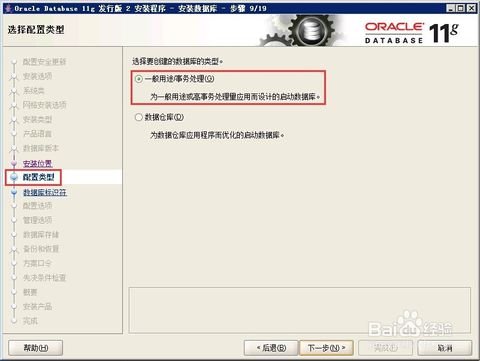 Oracle Database 11g 发行版 2 安装程序 - 安装数据库 - 步骤 9/19
选择配置类型
ORACLE
DATABASE 11g
配置安全更新
安装选项
系统类
网格安装选项
安装类型
产品语言
数据库版本
安装位置
配置类型
数据库标识符
配置选项
管理选项
数据库存储
备份和恢复
方案口令
先决条件检查
概要
安装产品
完成
选择要创建的数据库的类型。
一般用途/事务处理(G)
为一般用途或高事务处理量应用而设计的启动数据库。
数据仓库(D)
为数据仓库应用程序而优化的启动数据库。
帮助(H)
< 后退(B)
下一步(N) >
完成(F)
取消
Baidu经验